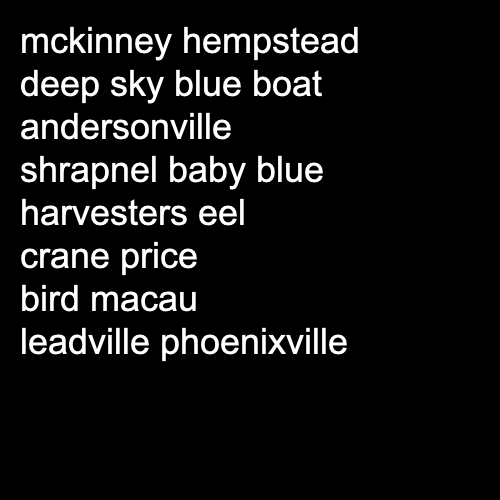 mckinney hempstead
deep sky blue boat
andersonville
shrapnel baby blue
harvesters eel
crane price
bird macau
leadville phoenixville